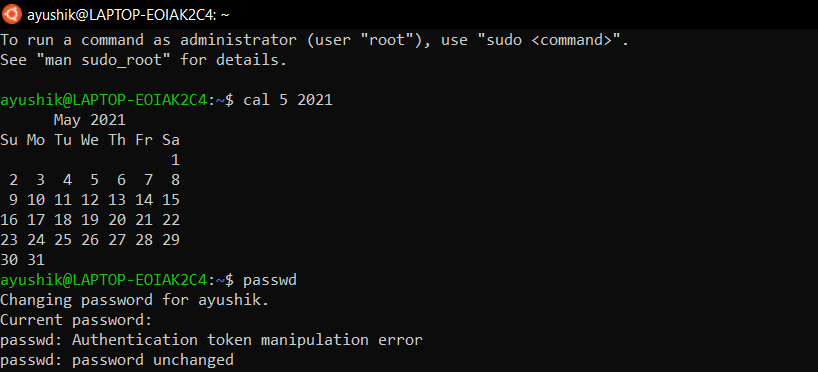 ayushik@LAPTOP-EOIAK2C4: ~
To run a command as administrator (user "root"), use "sudo <command>".
See "man sudo_root" for details.
ayushik@LAPTOP-EOIAK2C4:~$ cal 5 2021
      May 2021
Su Mo Tu We Th Fr Sa
                   1
 2  3  4  5  6  7  8
 9 10 11 12 13 14 15
16 17 18 19 20 21 22
23 24 25 26 27 28 29
30 31
ayushik@LAPTOP-EOIAK2C4:~$ passwd
Changing password for ayushik.
Current password:
passwd: Authentication token manipulation error
passwd: password unchanged